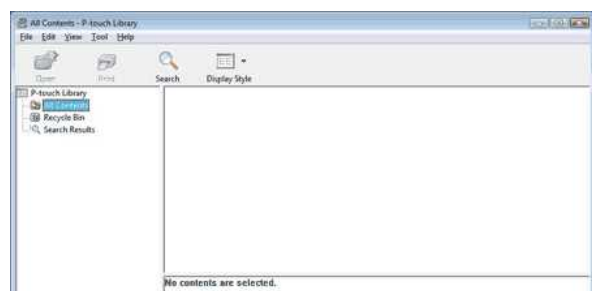 All Contents - P-touch Library
File Edit View Tool Help
Open Print Search Display Style
P-touch Library
All Contents
Recycle Bin
Search Results
No contents are selected.